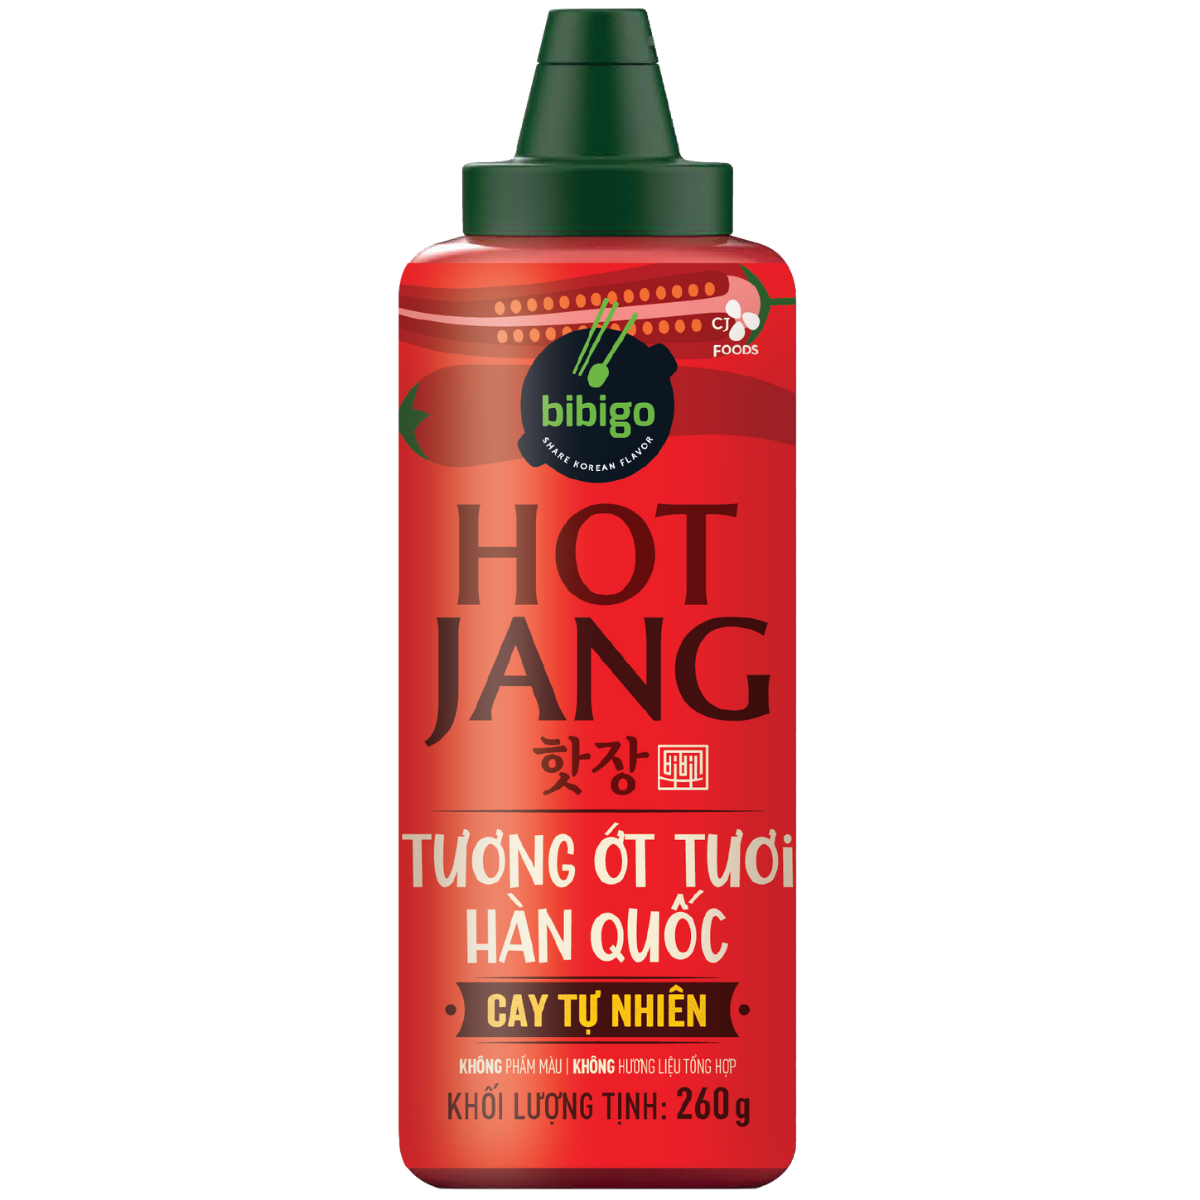 CJ
FOODS
bibigo
SHARE KOREAN FLAVOR
HOT
JANG
핫장
TƯƠNG ỚT TƯƠi
HÀN QUỐC
CAY TỰ NHIÊN
KHÔNG PHẨM MÀU | KHÔNG HƯƠNG LIỆU TỔNG HỢP
KHỐI LƯỢNG TỊNH: 260g